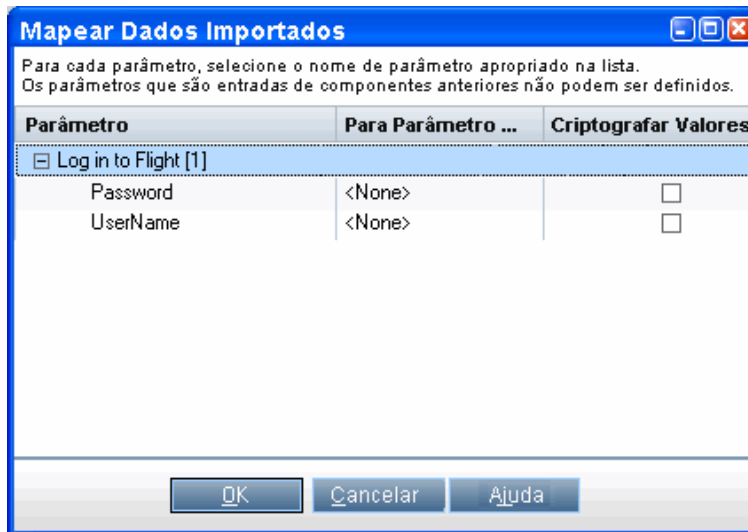 Mapear Dados Importados
Para cada parâmetro, selecione o nome de parâmetro apropriado na lista.
Os parâmetros que são entradas de componentes anteriores não podem ser definidos.
Parâmetro Para Parâmetro ... Criptografar Valores
Log in to Flight [1]
Password <None>
UserName <None>
OK Cancelar Ajuda